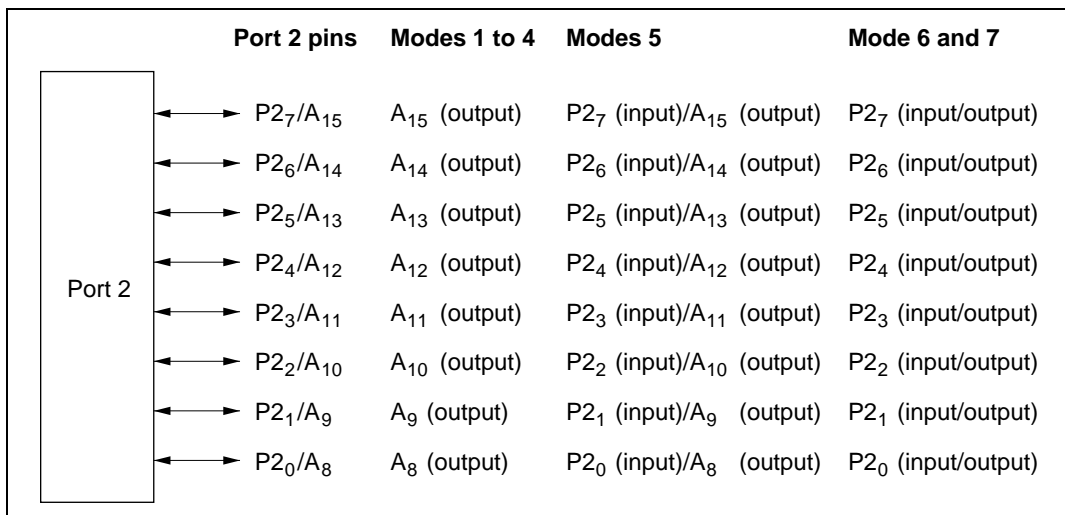 Port 2 pins Modes 1 to 4 Modes 5 Mode 6 and 7
P2₇/A₁₅ A₁₅ (output) P2₇ (input)/A₁₅ (output) P2₇ (input/output)
P2₆/A₁₄ A₁₄ (output) P2₆ (input)/A₁₄ (output) P2₆ (input/output)
P2₅/A₁₃ A₁₃ (output) P2₅ (input)/A₁₃ (output) P2₅ (input/output)
P2₄/A₁₂ A₁₂ (output) P2₄ (input)/A₁₂ (output) P2₄ (input/output)
Port 2
P2₃/A₁₁ A₁₁ (output) P2₃ (input)/A₁₁ (output) P2₃ (input/output)
P2₂/A₁₀ A₁₀ (output) P2₂ (input)/A₁₀ (output) P2₂ (input/output)
P2₁/A₉ A₉ (output) P2₁ (input)/A₉ (output) P2₁ (input/output)
P2₀/A₈ A₈ (output) P2₀ (input)/A₈ (output) P2₀ (input/output)